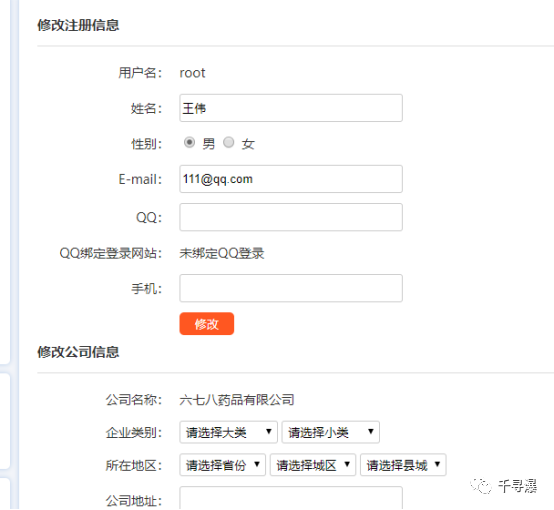 修改注册信息
用户名： root
姓名： 王伟
性别： 男 女
E-mail： 111@qq.com
QQ：
QQ绑定登录网站： 未绑定QQ登录
手机：
修改
修改公司信息
公司名称： 六七八药品有限公司
企业类别： 请选择大类 请选择小类
所在地区： 请选择省份 请选择城区 请选择县域
公司地址：
千寻瀑